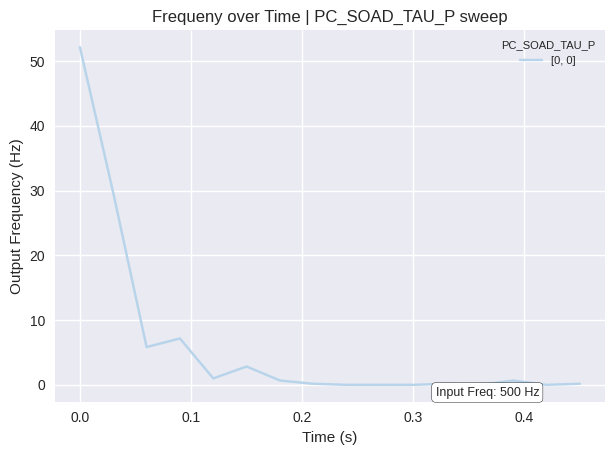 Frequeny over Time | PC_SOAD_TAU_P sweep
PC_SOAD_TAU_P
[0, 0]
Output Frequency (Hz)
50
40
30
20
10
0
Input Freq: 500 Hz
0.0 0.1 0.2 0.3 0.4
Time (s)